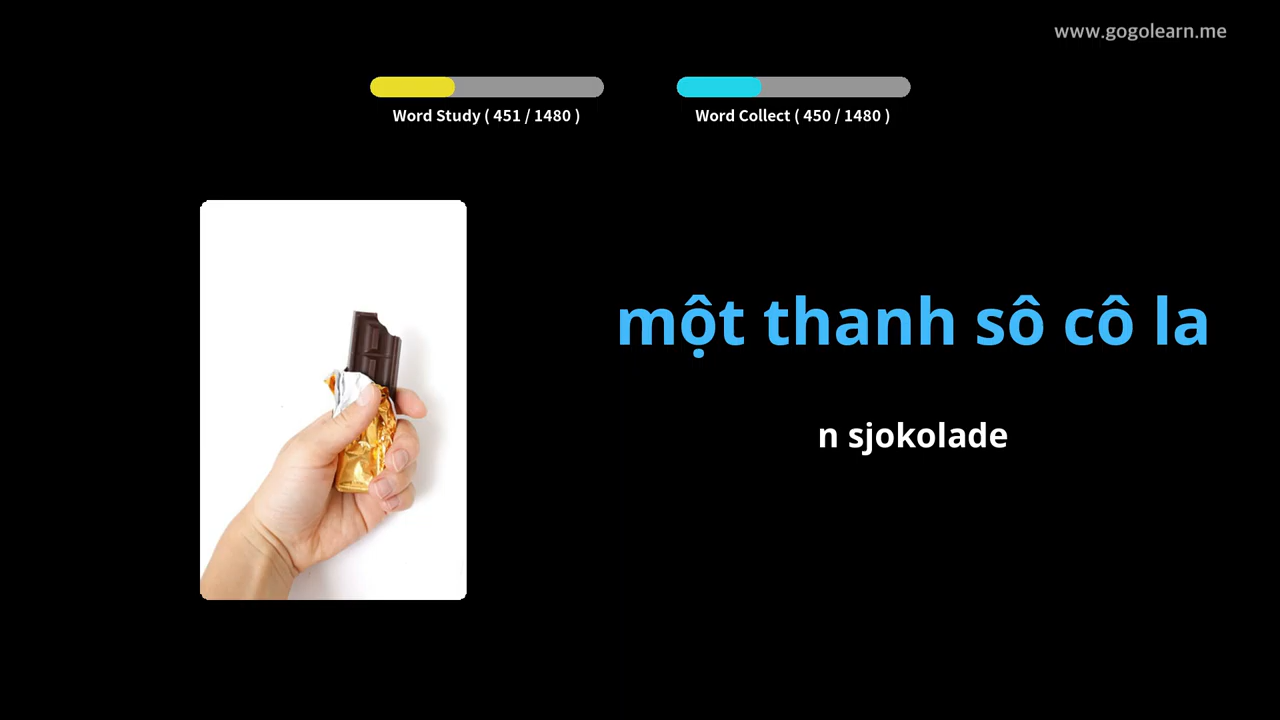 www.gogolearn.me
Word Study ( 451 / 1480 )
Word Collect ( 450 / 1480 )
một thanh sô cô la
n sjokolade